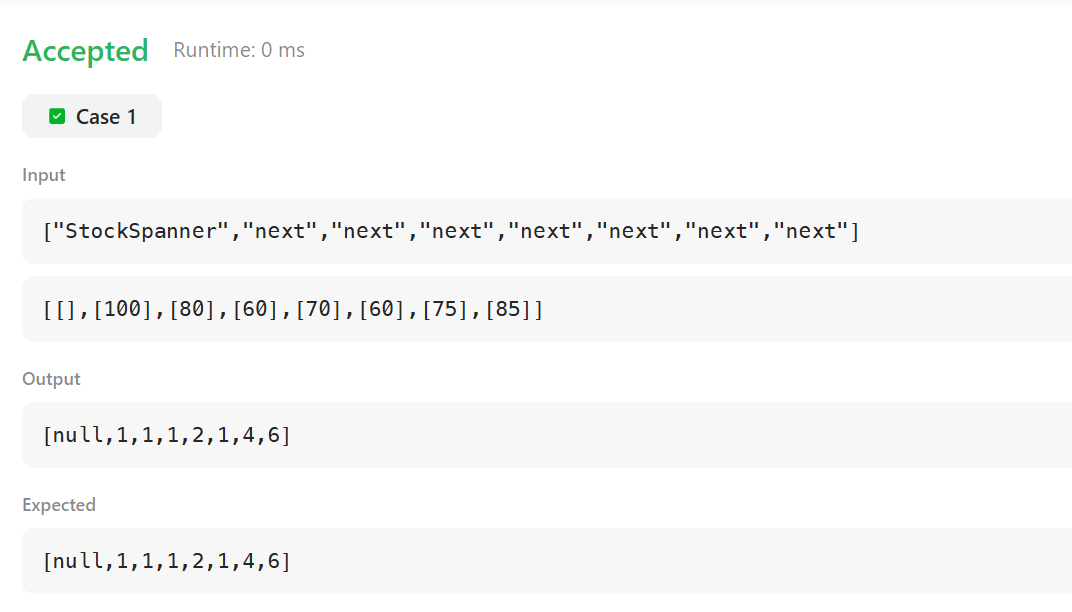 Accepted Runtime: 0 ms
Case 1
Input
["StockSpanner","next","next","next","next","next","next","next"]
[[],[100],[80],[60],[70],[60],[75],[85]]
Output
[null,1,1,1,2,1,4,6]
Expected
[null,1,1,1,2,1,4,6]